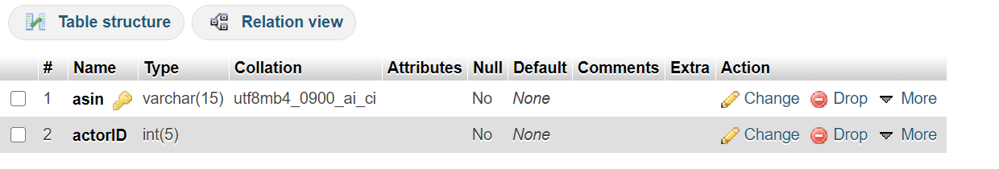 Table structure Relation view
# Name Type Collation Attributes Null Default Comments Extra Action
1 asin varchar(15) utf8mb4_0900_ai_ci No None Change Drop More
2 actorID int(5) No None Change Drop More